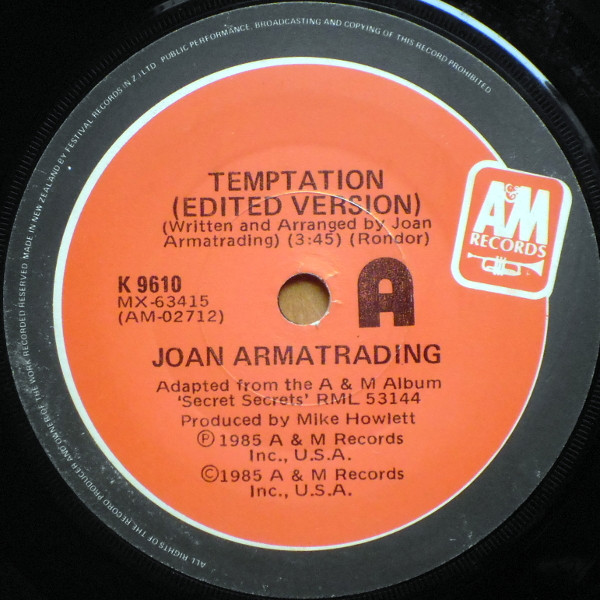 TEMPTATION
(EDITED VERSION)
(Written and Arranged by Joan
Armatrading) (3:45) (Rondor)
A&M
RECORDS
K 9610
MX-63415
(AM-02712)
A
JOAN ARMATRADING
Adapted from the A & M Album
'Secret Secrets' RML 53144
Produced by Mike Howlett
Ⓟ1985 A & M Records
Inc., U.S.A.
©1985 A & M Records
Inc., U.S.A.
ALL RIGHTS OF THE RECORD PRODUCER AND OWNER OF THE WORK RECORDED RESERVED. MADE IN NEW ZEALAND BY FESTIVAL RECORDS N.Z. LTD. PUBLIC PERFORMANCE, BROADCASTING AND COPYING OF THIS RECORD PROHIBITED